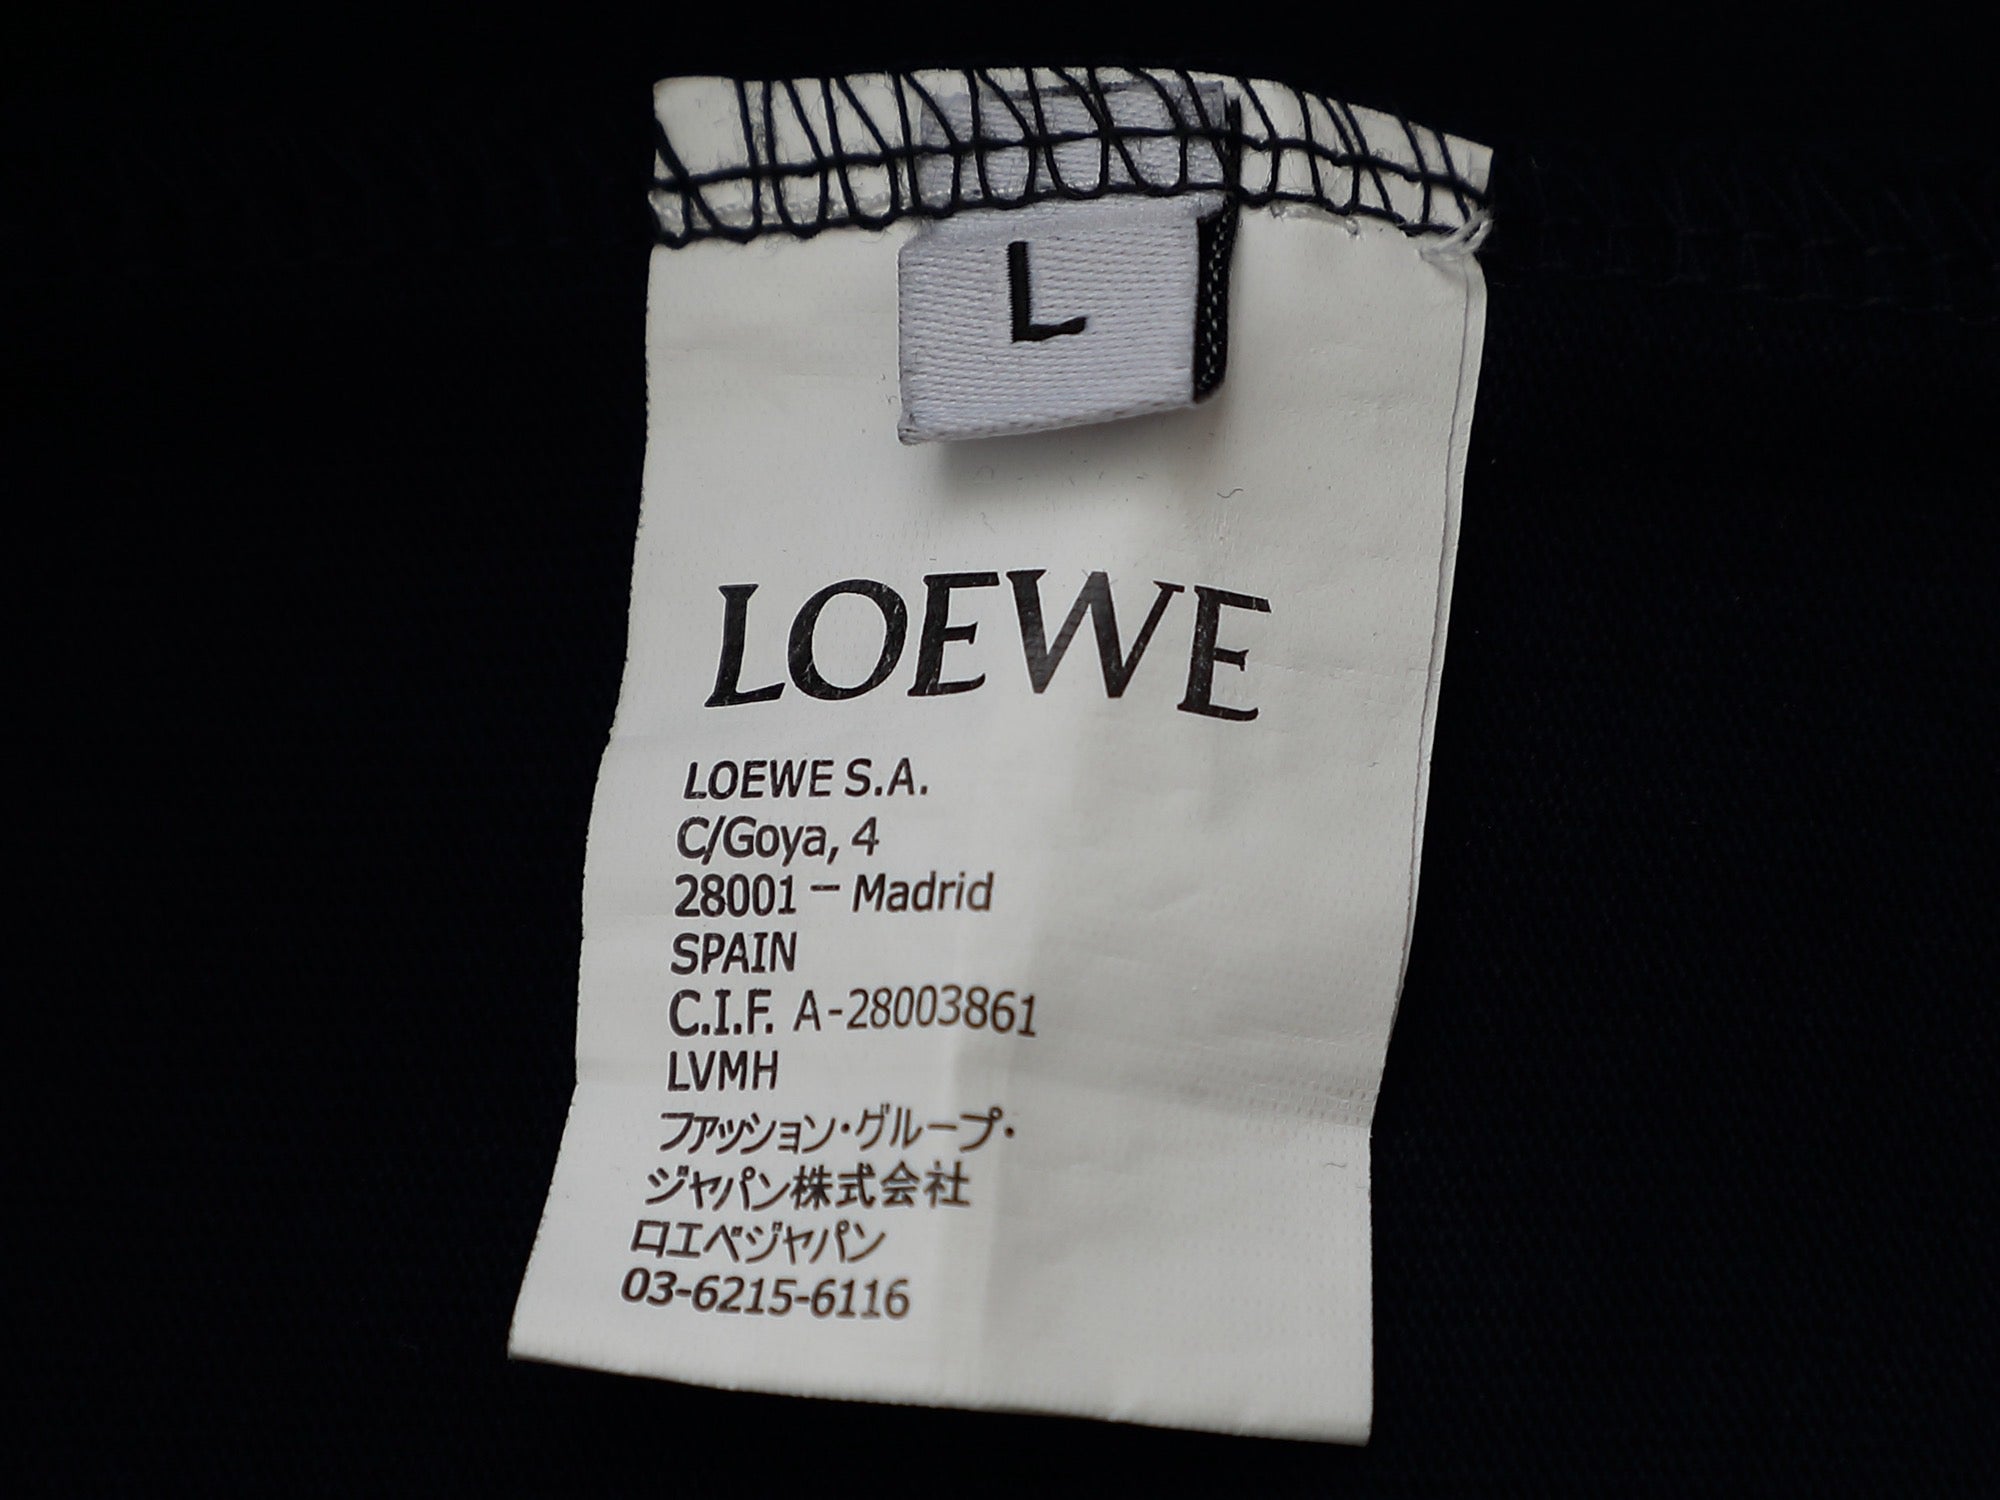 L
LOEWE
LOEWE S.A.
C/Goya, 4
28001 – Madrid
SPAIN
C.I.F. A-28003861
LVMH
ファッション・グループ・
ジャパン株式会社
ロエベジャパン
03-6215-6116